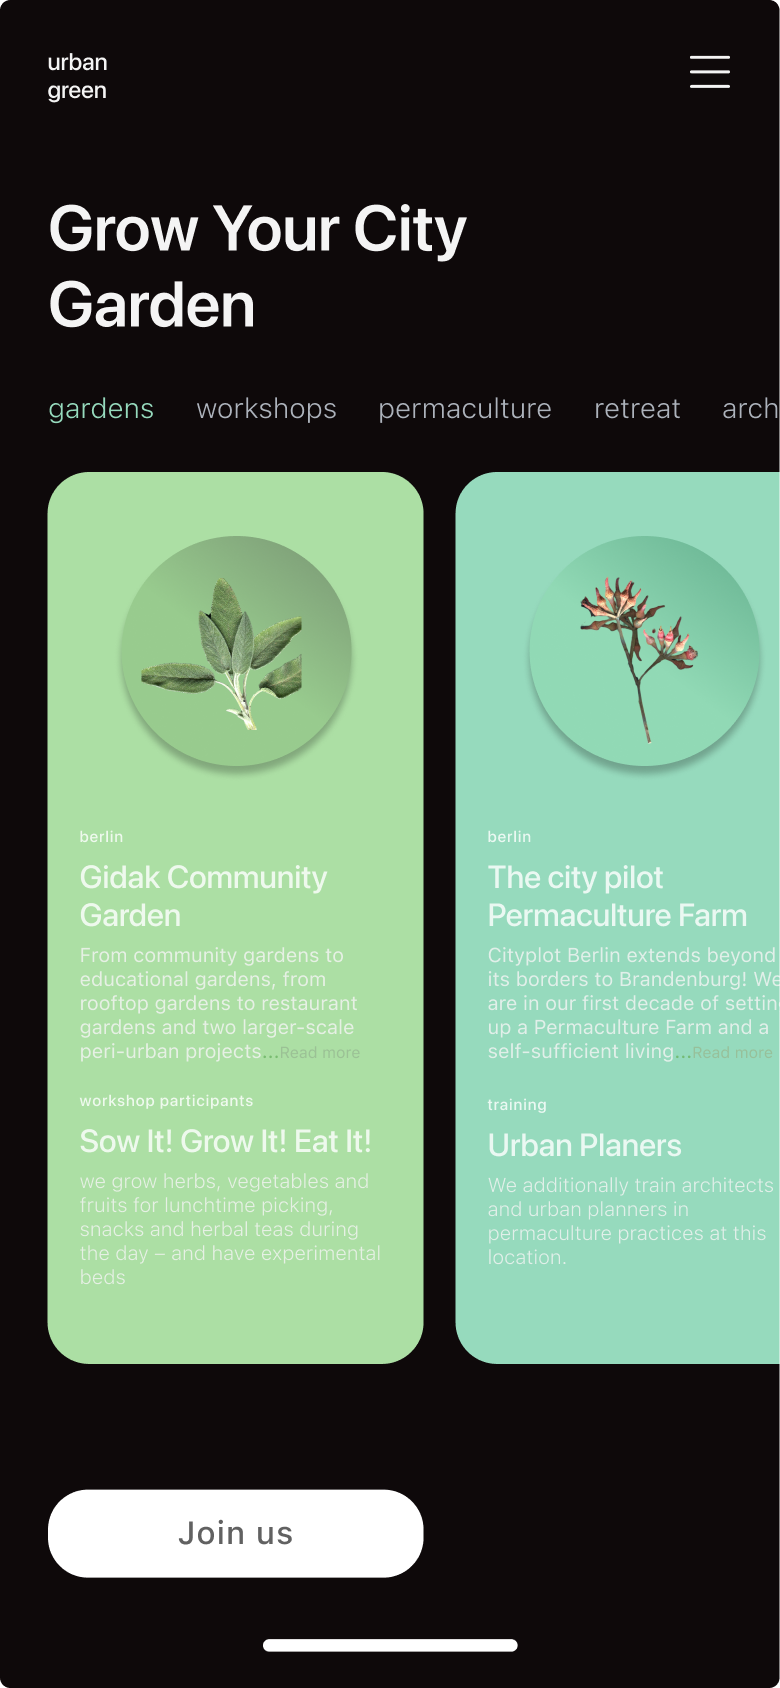 urban
green
Grow Your City
Garden
gardens workshops permaculture retreat arch
berlin
Gidak Community
Garden
From community gardens to
educational gardens, from
rooftop gardens to restaurant
gardens and two larger-scale
peri-urban projects...Read more
workshop participants
Sow It! Grow It! Eat It!
we grow herbs, vegetables and
fruits for lunchtime picking,
snacks and herbal teas during
the day – and have experimental
beds
berlin
The city pilot
Permaculture Farm
Cityplot Berlin extends beyond
its borders to Brandenburg! We
are in our first decade of settin
up a Permaculture Farm and a
self-sufficient living...Read more
training
Urban Planers
We additionally train architects
and urban planners in
permaculture practices at this
location.
Join us